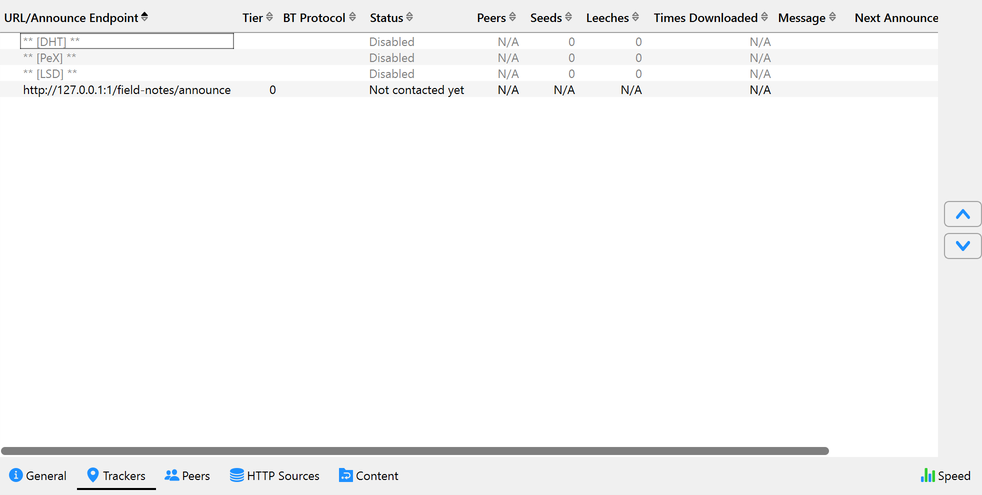 URL/Announce Endpoint Tier BT Protocol Status Peers Seeds Leeches Times Downloaded Message Next Announce
** [DHT] ** Disabled N/A 0 0 N/A
** [PeX] ** Disabled N/A 0 0 N/A
** [LSD] ** Disabled N/A 0 0 N/A
http://127.0.0.1:1/field-notes/announce 0 Not contacted yet N/A N/A N/A N/A
General Trackers Peers HTTP Sources Content Speed